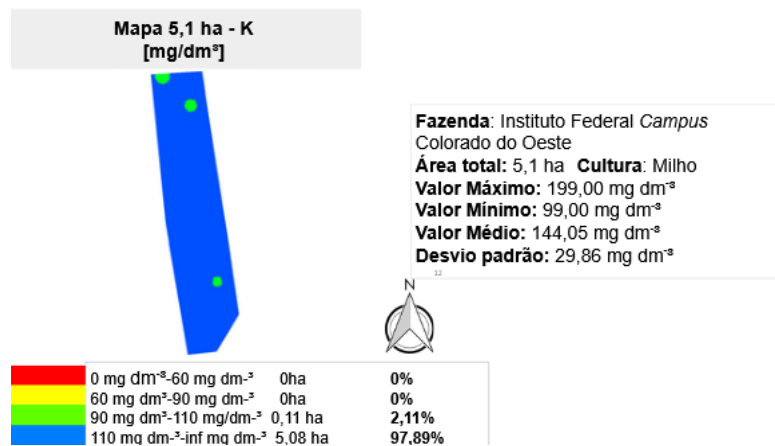 Mapa 5,1 ha - K
[mg/dm³]
Fazenda: Instituto Federal Campus
Colorado do Oeste
Área total: 5,1 ha Cultura: Milho
Valor Máximo: 199,00 mg dm⁻³
Valor Mínimo: 99,00 mg dm⁻³
Valor Médio: 144,05 mg dm⁻³
Desvio padrão: 29,86 mg dm⁻³
12
N
0 mg dm⁻³-60 mg dm-³ 0ha 0%
60 mg dm³-90 mg dm-³ 0ha 0%
90 mg dm³-110 mg/dm-³ 0,11 ha 2,11%
110 mg dm-³-inf mg dm-³ 5,08 ha 97,89%